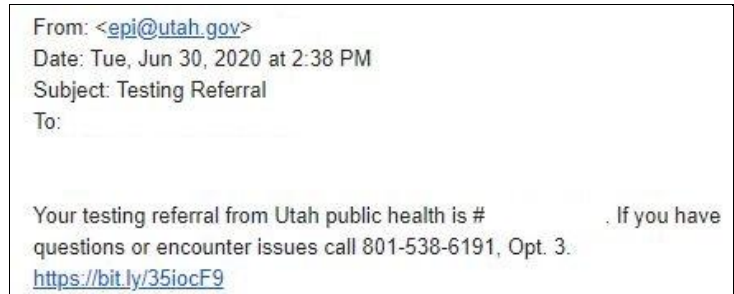 From: <epi@utah.gov>
Date: Tue, Jun 30, 2020 at 2:38 PM
Subject: Testing Referral
To:
Your testing referral from Utah public health is # . If you have
questions or encounter issues call 801-538-6191, Opt. 3.
https://bit.ly/35iocF9